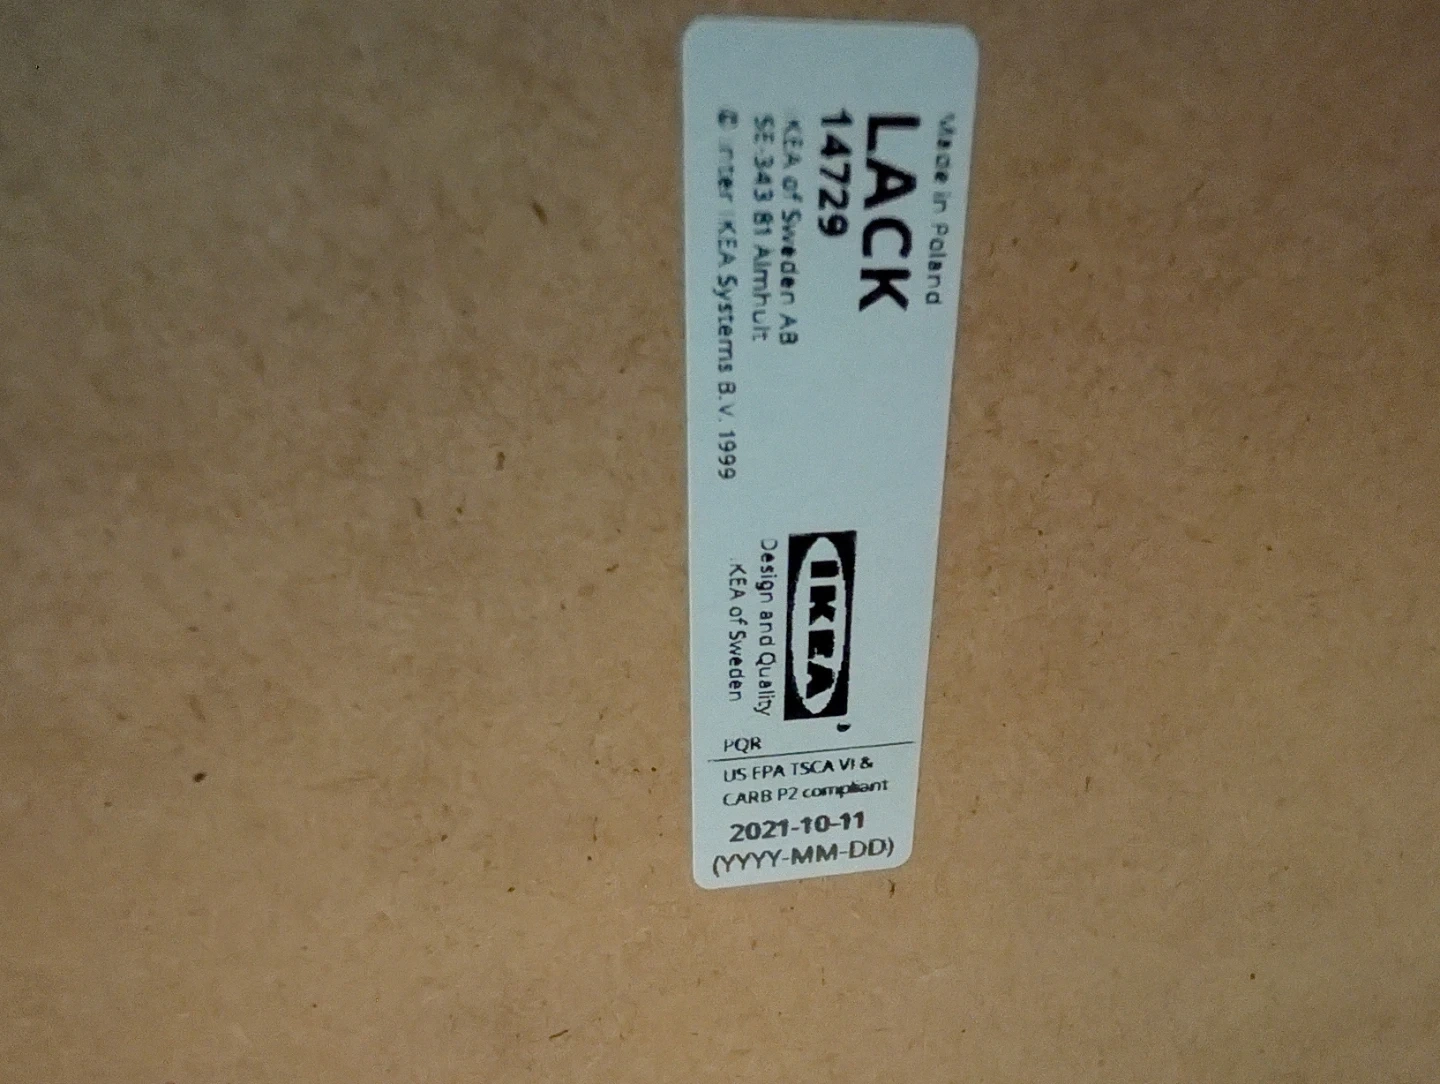 Made in Poland
LACK
14729
IKEA of Sweden AB
SE-343 81 Älmhult
© Inter IKEA Systems B.V. 1999
IKEA
Design and Quality
IKEA of Sweden
PQR
US EPA TSCA VI &
CARB P2 compliant
2021-10-11
(YYYY-MM-DD)